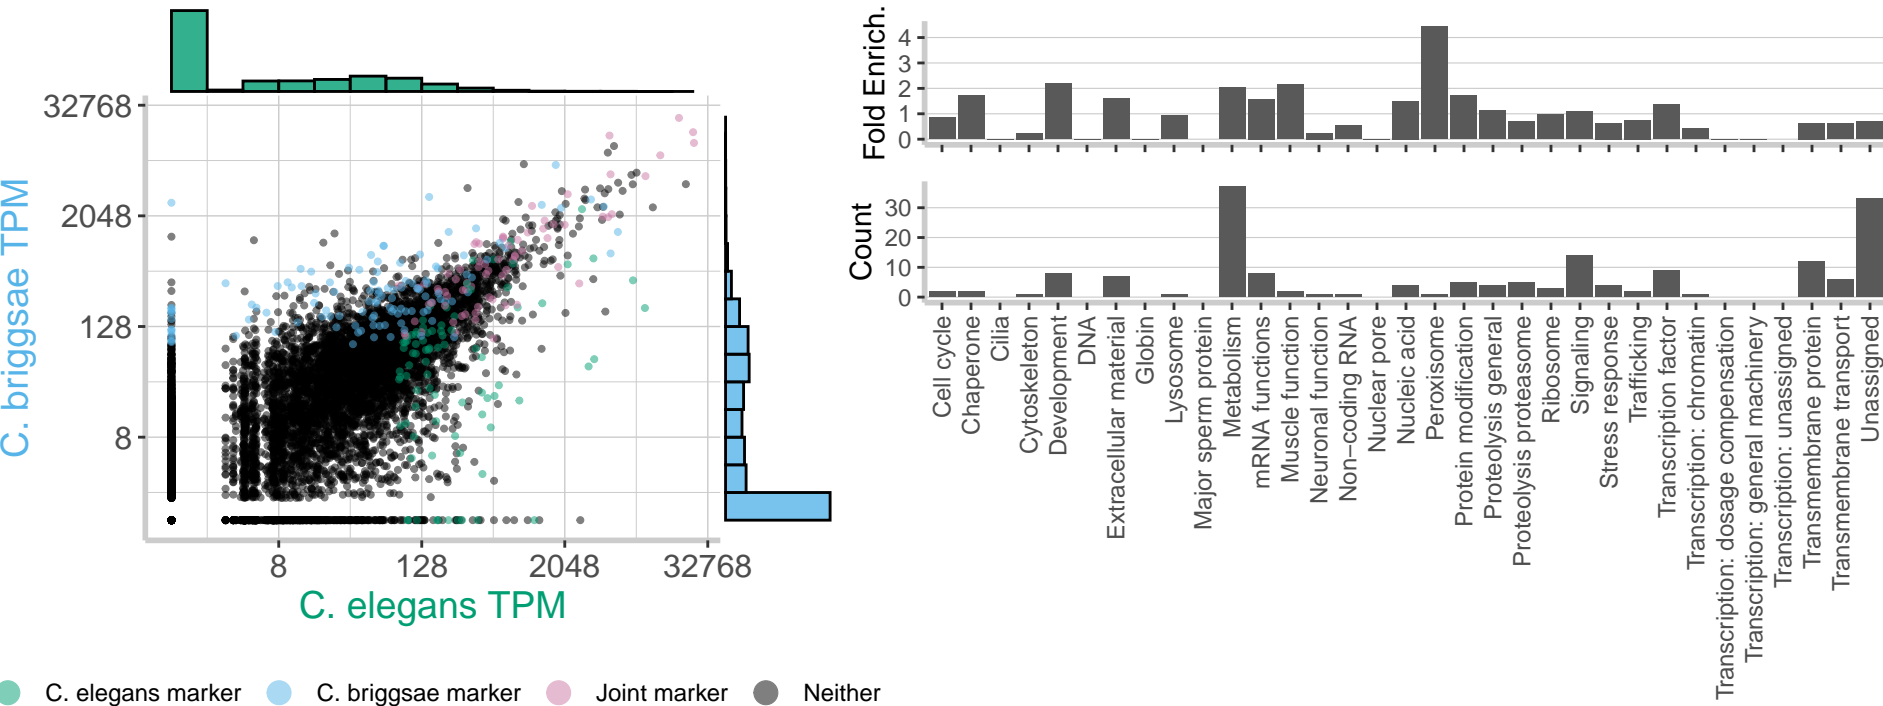 32768
2048
128
8
C. briggsae TPM
8
128
2048
32768
C. elegans TPM
C. elegans marker
C. briggsae marker
Joint marker
Neither
Fold Enrich.
4
3
2
1
0
Count
30
20
10
0
Cell cycle
Chaperone
Cilia
Cytoskeleton
Development
DNA
Extracellular material
Globin
Lysosome
Major sperm protein
Metabolism
mRNA functions
Muscle function
Neuronal function
Non−coding RNA
Nuclear pore
Nucleic acid
Peroxisome
Protein modification
Proteolysis general
Proteolysis proteasome
Ribosome
Signaling
Stress response
Trafficking
Transcription factor
Transcription: chromatin
Transcription: dosage compensation
Transcription: general machinery
Transcription: unassigned
Transmembrane protein
Transmembrane transport
Unassigned